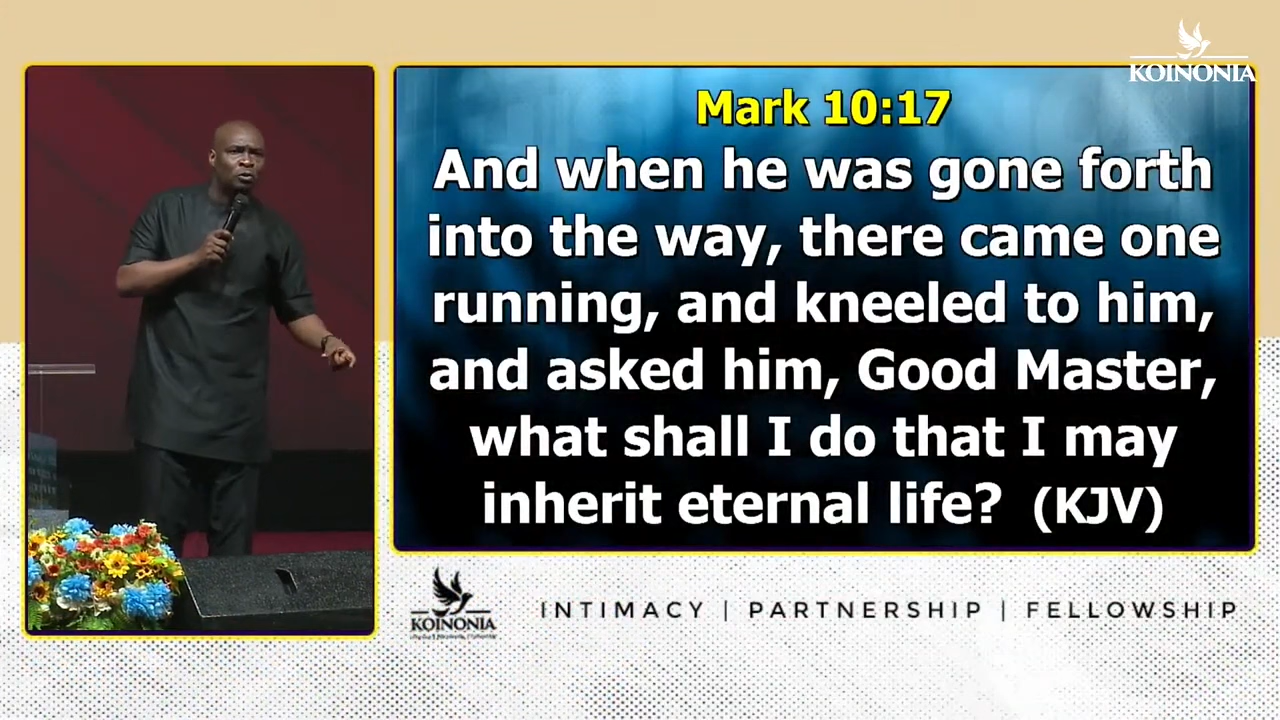 KOINONIA
Mark 10:17
And when he was gone forth
into the way, there came one
running, and kneeled to him,
and asked him, Good Master,
what shall I do that I may
inherit eternal life? (KJV)
KOINONIA
INTIMACY | PARTNERSHIP | FELLOWSHIP